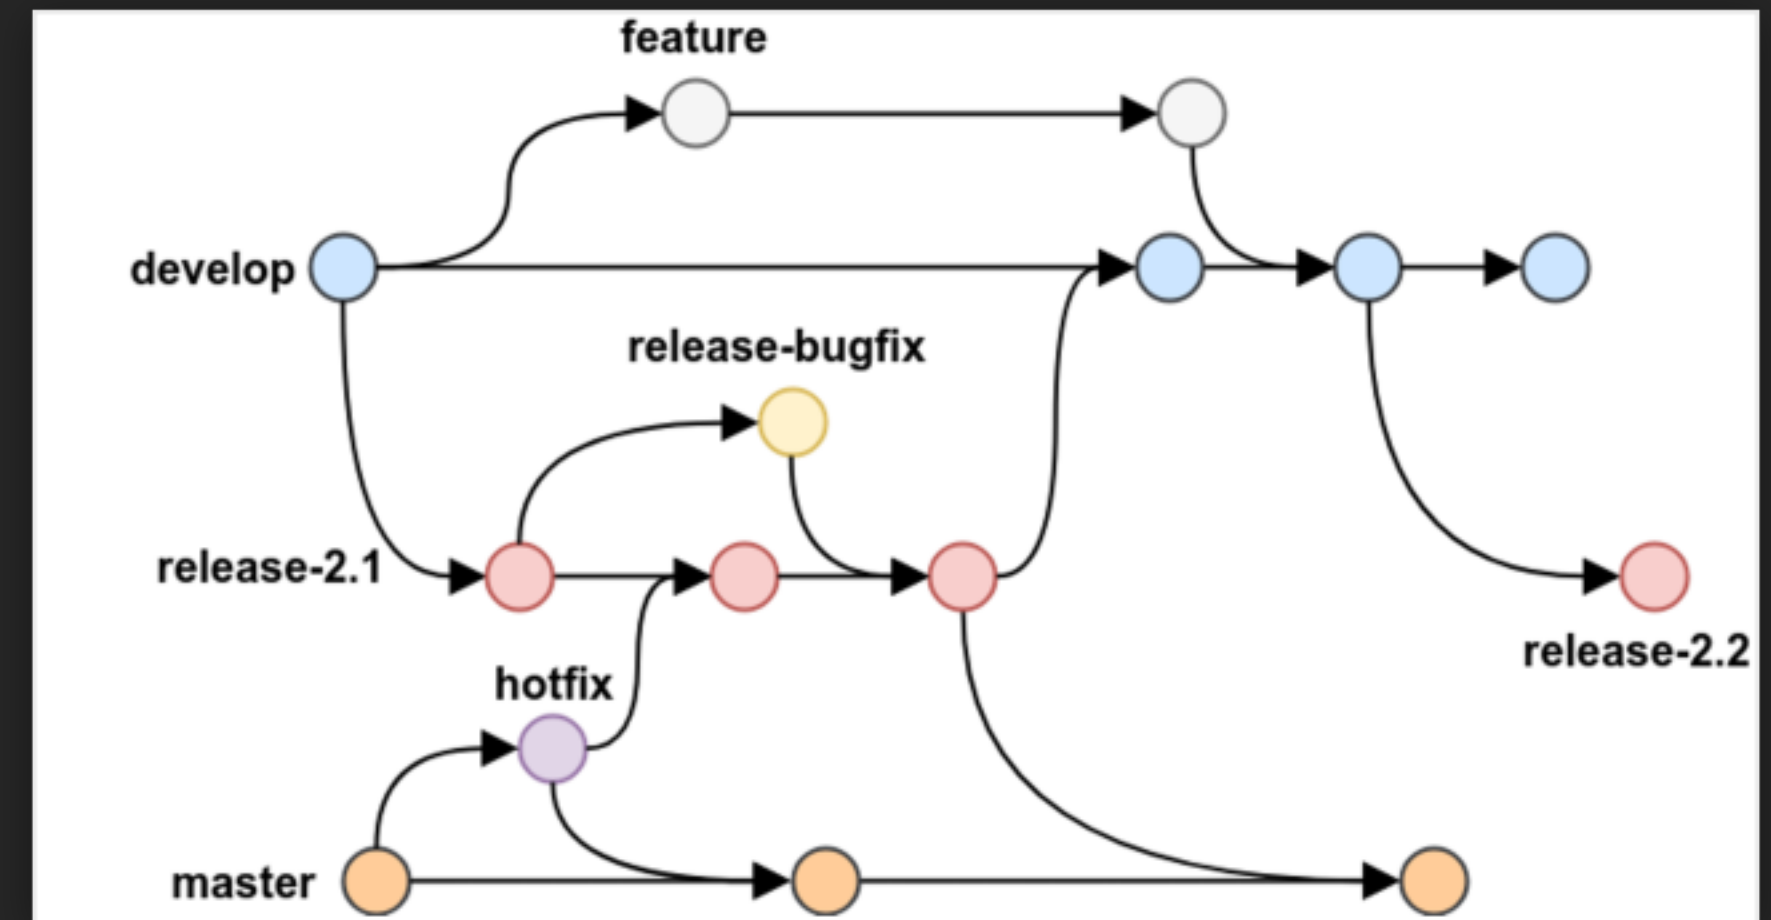 feature
develop
release-bugfix
release-2.1
release-2.2
hotfix
master